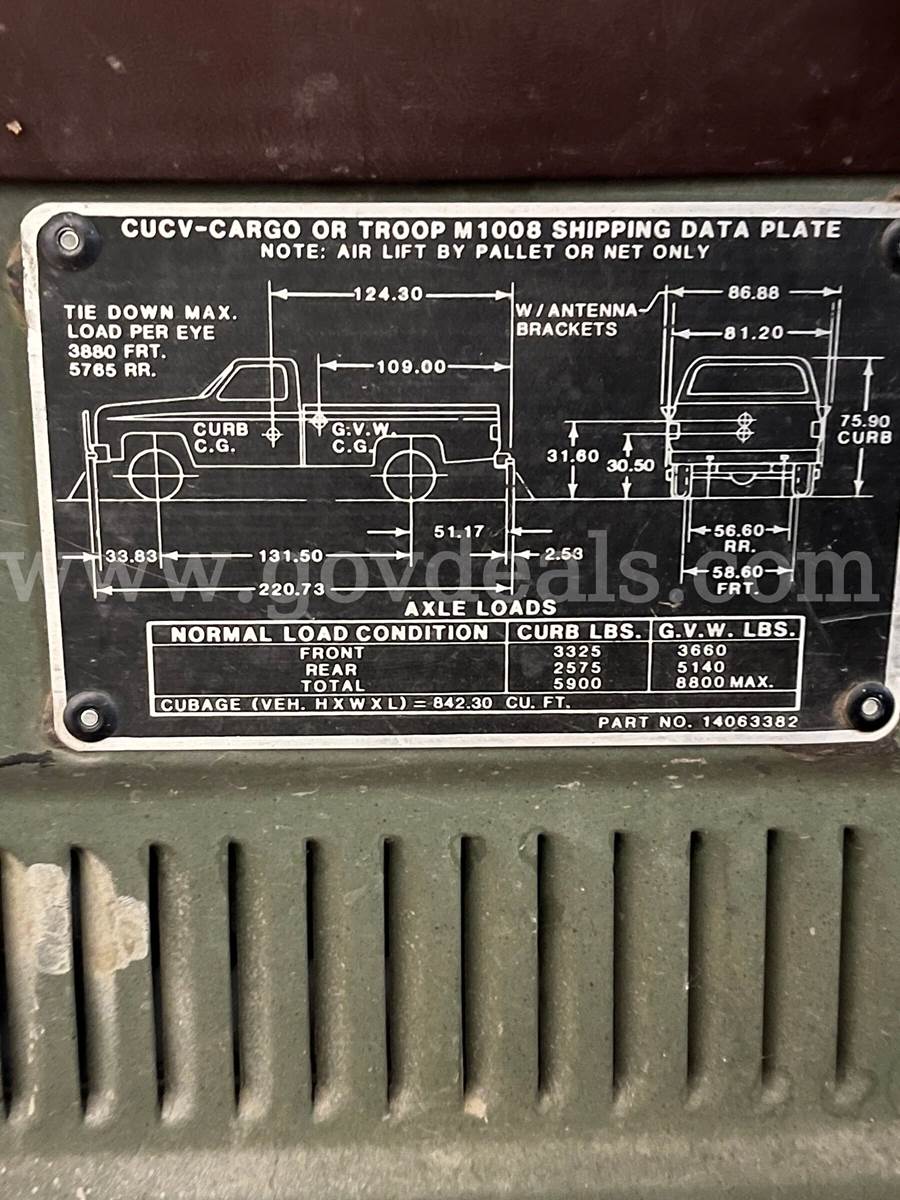 CUCV-CARGO OR TROOP M1008 SHIPPING DATA PLATE
NOTE: AIR LIFT BY PALLET OR NET ONLY
TIE DOWN MAX.
LOAD PER EYE
3880 FRT.
5765 RR.
124.30
109.00
CURB
C.G.
G.V.W.
C.G.
W/ANTENNA
BRACKETS
86.88
81.20
75.90
CURB
31.60
30.50
51.17
33.83
131.50
2.53
220.73
56.60
RR.
58.60
FRT.
www.govdeals.com
AXLE LOADS
NORMAL LOAD CONDITION CURB LBS. G.V.W. LBS.
FRONT 3325 3660
REAR 2575 5140
TOTAL 5900 8800 MAX.
CUBAGE (VEH. HXWXL) = 842.30 CU. FT.
PART NO. 14063382